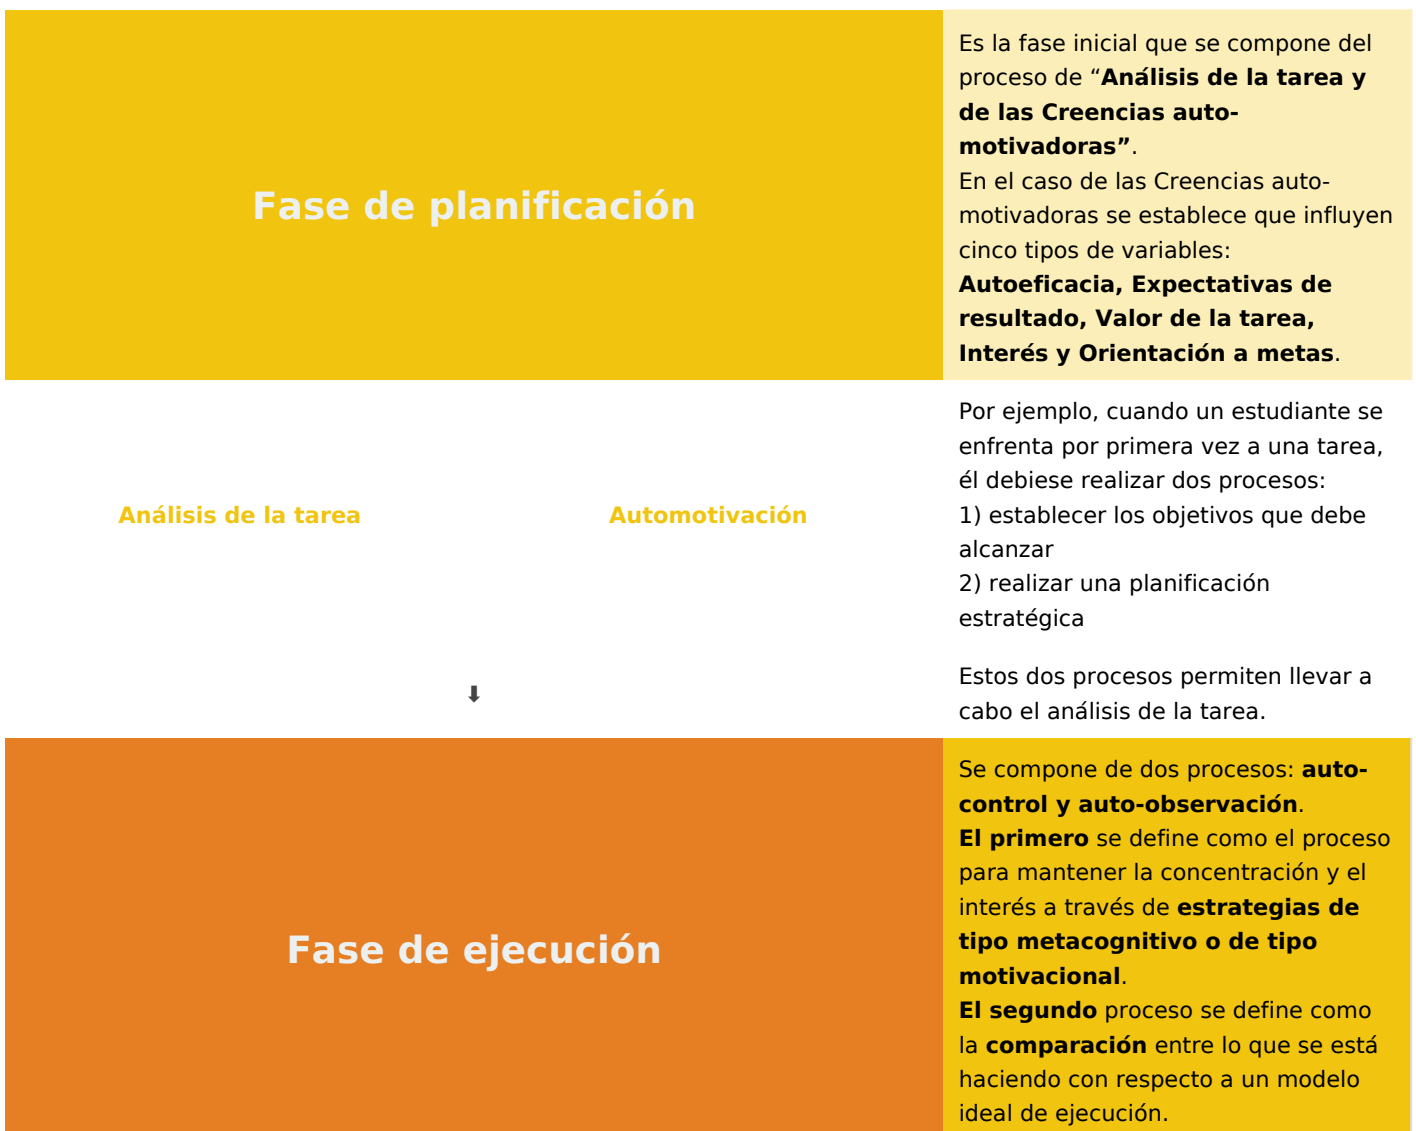 Fase de planificación
Es la fase inicial que se compone del
proceso de “Análisis de la tarea y
de las Creencias auto-
motivadoras”.
En el caso de las Creencias auto-
motivadoras se establece que influyen
cinco tipos de variables:
Autoeficacia, Expectativas de
resultado, Valor de la tarea,
Interés y Orientación a metas.
Análisis de la tarea
Automotivación
Por ejemplo, cuando un estudiante se
enfrenta por primera vez a una tarea,
él debiese realizar dos procesos:
1) establecer los objetivos que debe
alcanzar
2) realizar una planificación
estratégica
⬇
Estos dos procesos permiten llevar a
cabo el análisis de la tarea.
Fase de ejecución
Se compone de dos procesos: auto-
control y auto-observación.
El primero se define como el proceso
para mantener la concentración y el
interés a través de estrategias de
tipo metacognitivo o de tipo
motivacional.
El segundo proceso se define como
la comparación entre lo que se está
haciendo con respecto a un modelo
ideal de ejecución.